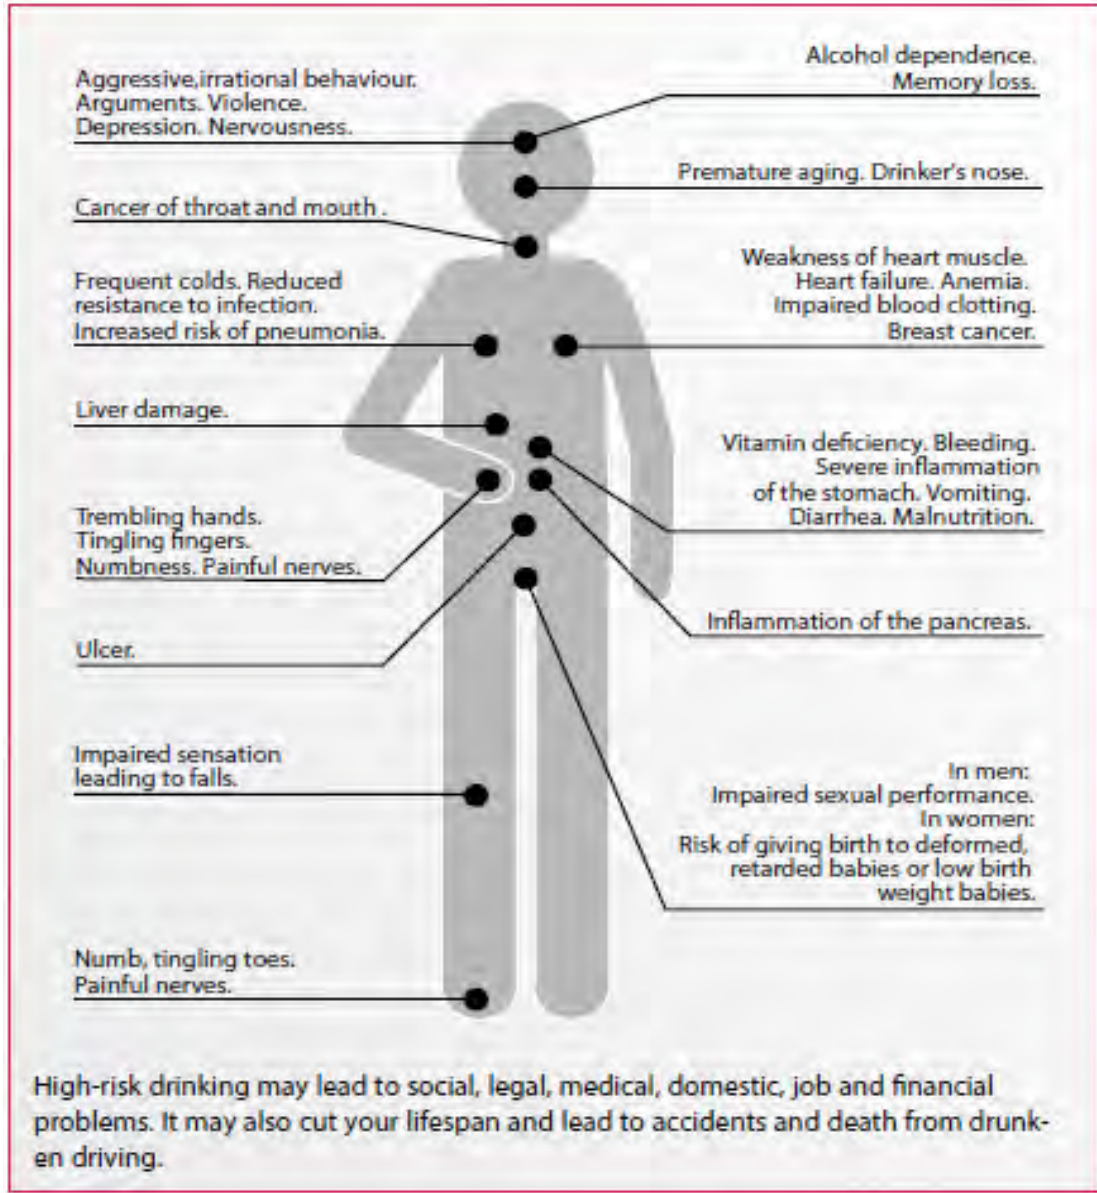 Aggressive,irrational behaviour.
Arguments. Violence.
Depression. Nervousness.
Alcohol dependence.
Memory loss.
Premature aging. Drinker's nose.
Cancer of throat and mouth .
Weakness of heart muscle.
Heart failure. Anemia.
Impaired blood clotting.
Breast cancer.
Frequent colds. Reduced
resistance to infection.
Increased risk of pneumonia.
Liver damage.
Vitamin deficiency. Bleeding.
Severe inflammation
of the stomach. Vomiting.
Diarrhea. Malnutrition.
Trembling hands.
Tingling fingers.
Numbness. Painful nerves.
Inflammation of the pancreas.
Ulcer.
Impaired sensation
leading to falls.
In men:
Impaired sexual performance.
In women:
Risk of giving birth to deformed,
retarded babies or low birth
weight babies.
Numb, tingling toes.
Painful nerves.
High-risk drinking may lead to social, legal, medical, domestic, job and financial
problems. It may also cut your lifespan and lead to accidents and death from drunk-
en driving.